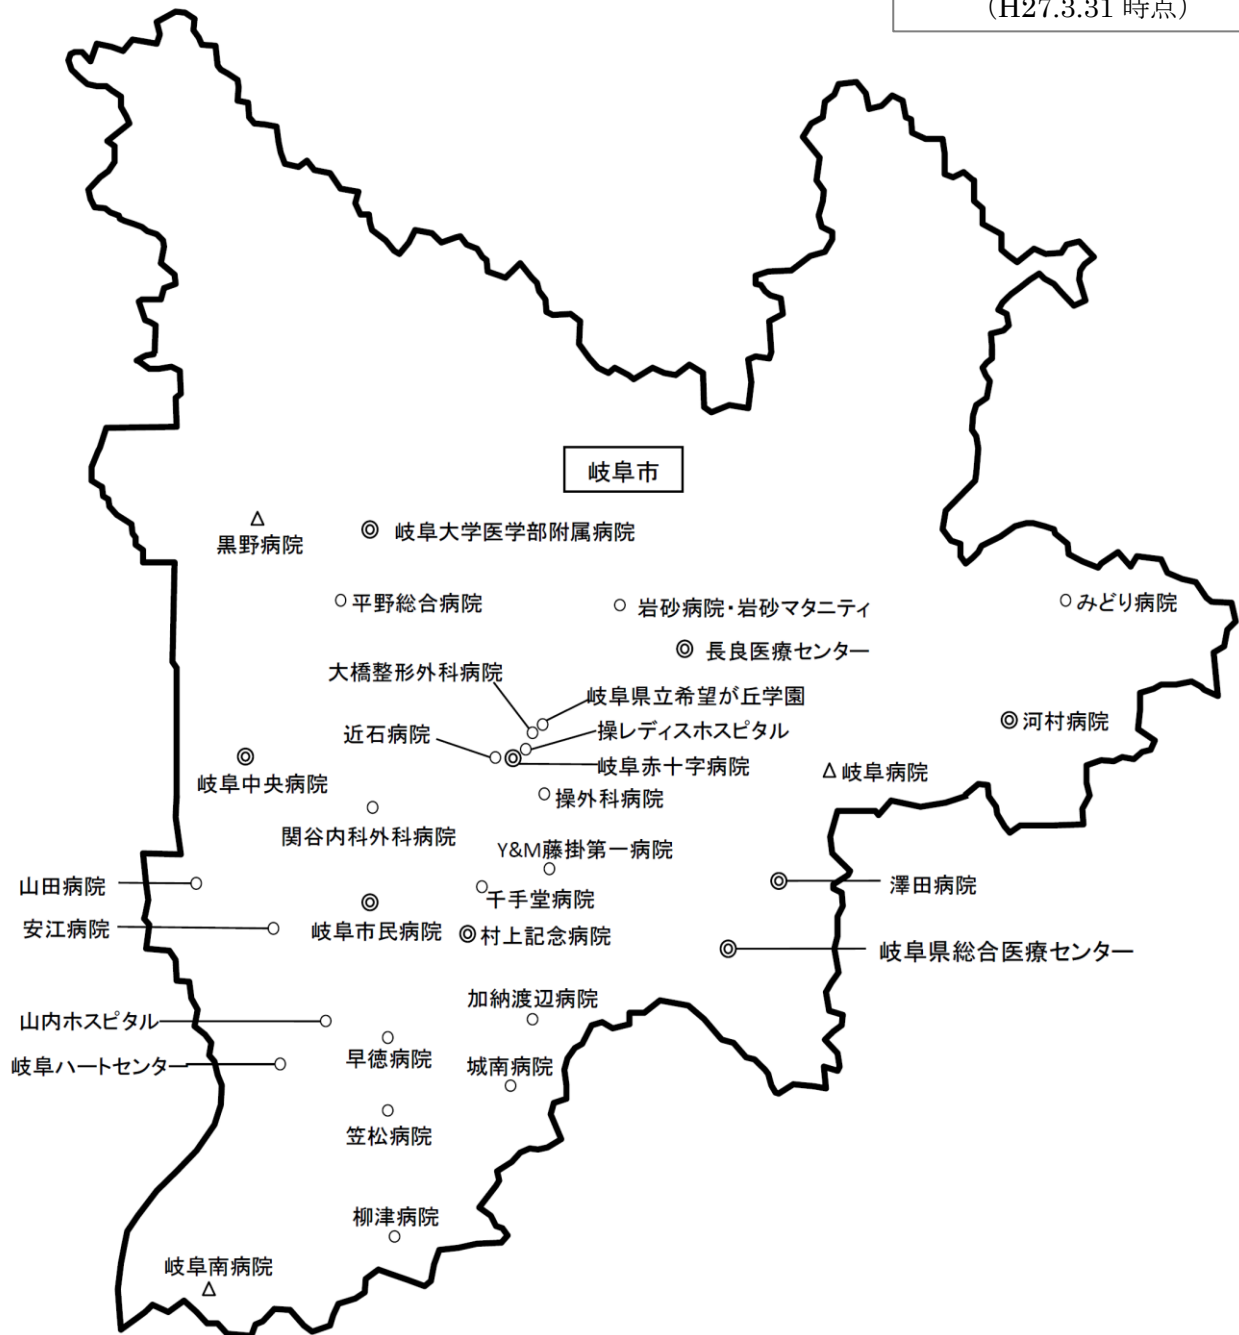 （H27.3.31 時点）
岐阜市
黒野病院
岐阜大学医学部附属病院
平野総合病院
岩砂病院・岩砂マタニティ
みどり病院
長良医療センター
大橋整形外科病院
岐阜県立希望が丘学園
河村病院
近石病院
操レディスホスピタル
岐阜赤十字病院
岐阜病院
岐阜中央病院
操外科病院
関谷内科外科病院
Y&M藤掛第一病院
山田病院
千手堂病院
澤田病院
安江病院
岐阜市民病院
村上記念病院
岐阜県総合医療センター
加納渡辺病院
山内ホスピタル
早徳病院
岐阜ハートセンター
城南病院
笠松病院
柳津病院
岐阜南病院